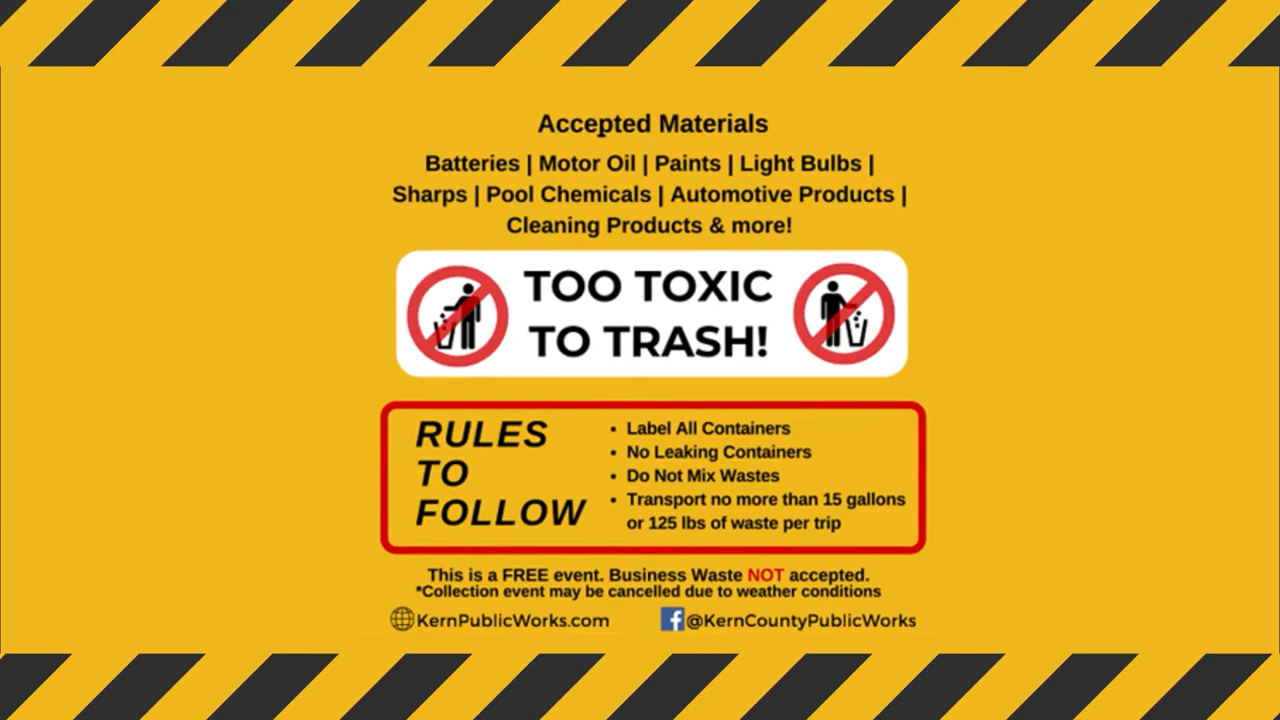 Accepted Materials
Batteries | Motor Oil | Paints | Light Bulbs |
Sharps | Pool Chemicals | Automotive Products |
Cleaning Products & more!
TOO TOXIC
TO TRASH!
RULES
TO
FOLLOW
• Label All Containers
• No Leaking Containers
• Do Not Mix Wastes
• Transport no more than 15 gallons
or 125 lbs of waste per trip
This is a FREE event. Business Waste NOT accepted.
*Collection event may be cancelled due to weather conditions
KernPublicWorks.com
@KernCountyPublicWorks